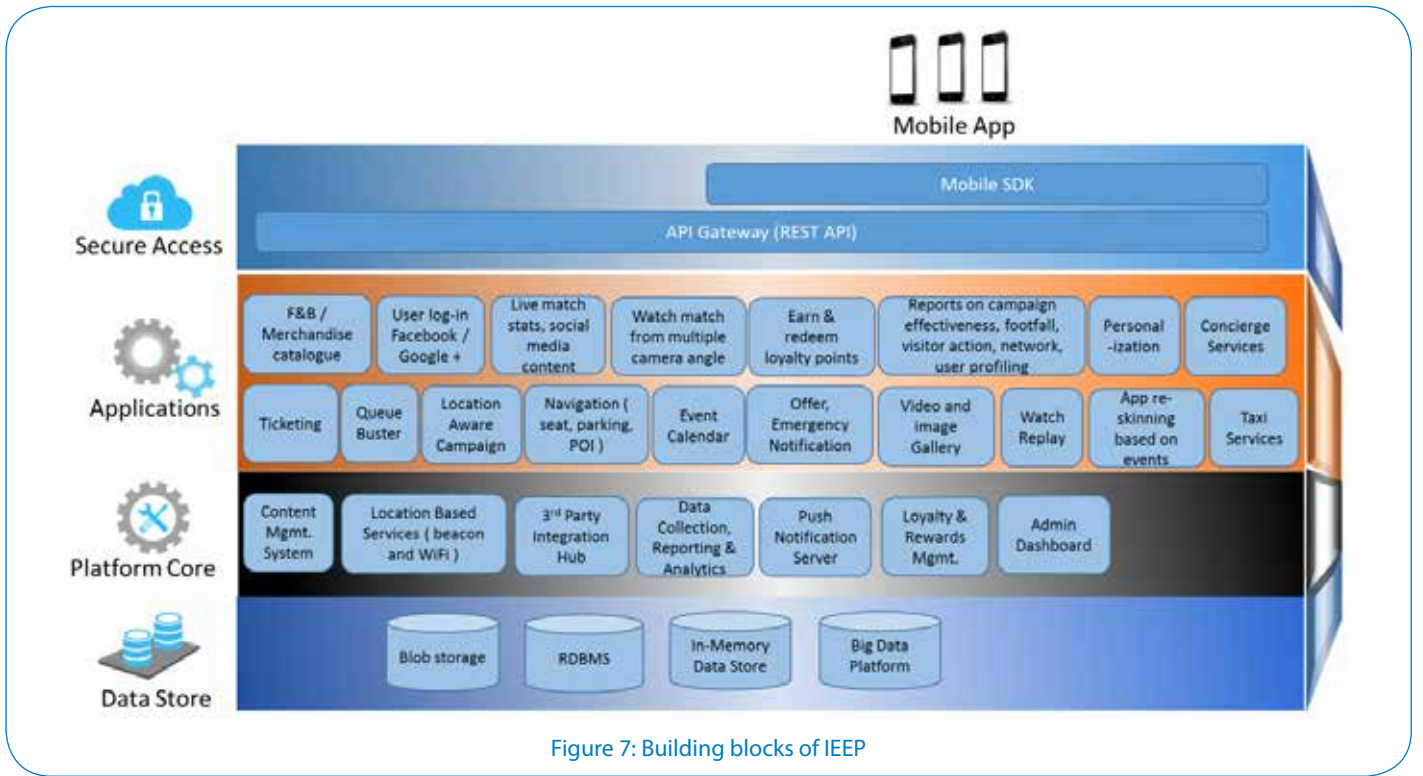 Mobile App
Secure Access
Mobile SDK
API Gateway (REST API)
Applications
F&B /
Merchandise
catalogue
User log-in
Facebook /
Google +
Live match
stats, social
media
content
Watch match
from multiple
camera angle
Earn &
redeem
loyalty points
Reports on campaign
effectiveness, footfall,
visitor action, network,
user profiling
Personal
-ization
Concierge
Services
Ticketing
Queue
Buster
Location
Aware
Campaign
Navigation (
seat, parking,
POI )
Event
Calendar
Offer,
Emergency
Notification
Video and
image
Gallery
Watch
Replay
App re-
skinning
based on
events
Taxi
Services
Platform Core
Content
Mgmt.
System
Location Based
Services ( beacon
and WiFi )
3rd Party
Integration
Hub
Data
Collection,
Reporting &
Analytics
Push
Notification
Server
Loyalty &
Rewards
Mgmt.
Admin
Dashboard
Data Store
Blob storage
RDBMS
In-Memory
Data Store
Big Data
Platform
Figure 7: Building blocks of IEEP